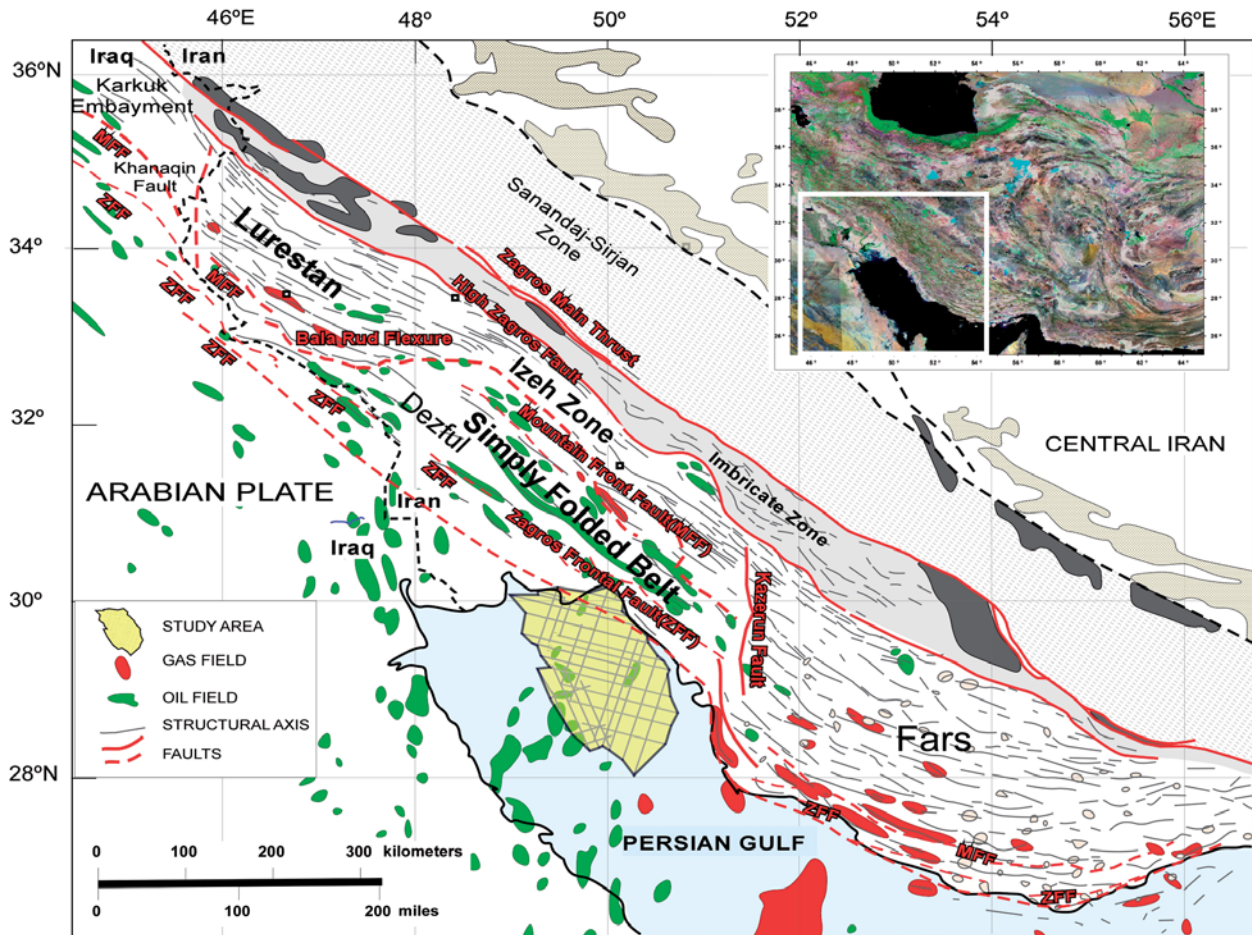 46ºE
48º
50º
52º
54º
56ºE
36ºN
34º
32º
30º
28ºN
Iraq
Iran
Karkuk
Embayment
MFF
Khanaqin
Fault
ZFF
Lurestan
Sanandaj-Sirjan
Zone
Zagros Main Thrust
High Zagros Fault
MFF
ZFF
Bala Rud Flexure
ZFF
Izeh Zone
Dezful
ZFF
Mountain Front Fault(MFF)
Simply Folded Belt
ZFF
Zagros Frontal Fault(ZFF)
Imbricate Zone
CENTRAL IRAN
ARABIAN PLATE
Iran
Iraq
Kazerun Fault
Fars
ZFF
MFF
ZFF
PERSIAN GULF
STUDY AREA
GAS FIELD
OIL FIELD
STRUCTURAL AXIS
FAULTS
0 100 200 300 kilometers
0 100 200 miles